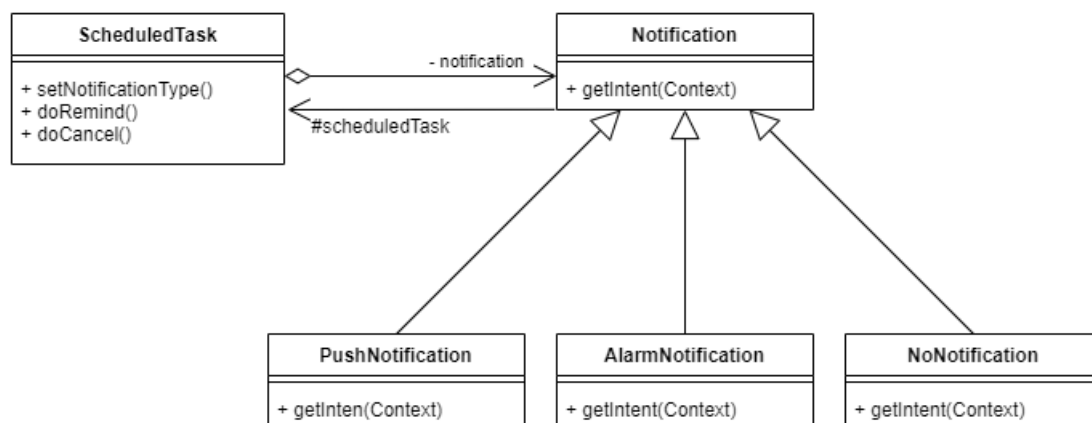 ScheduledTask
+ setNotificationType()
+ doRemind()
+ doCancel()
- notification
#scheduledTask
Notification
+ getIntent(Context)
PushNotification
+ getInten(Context)
AlarmNotification
+ getIntent(Context)
NoNotification
+ getIntent(Context)